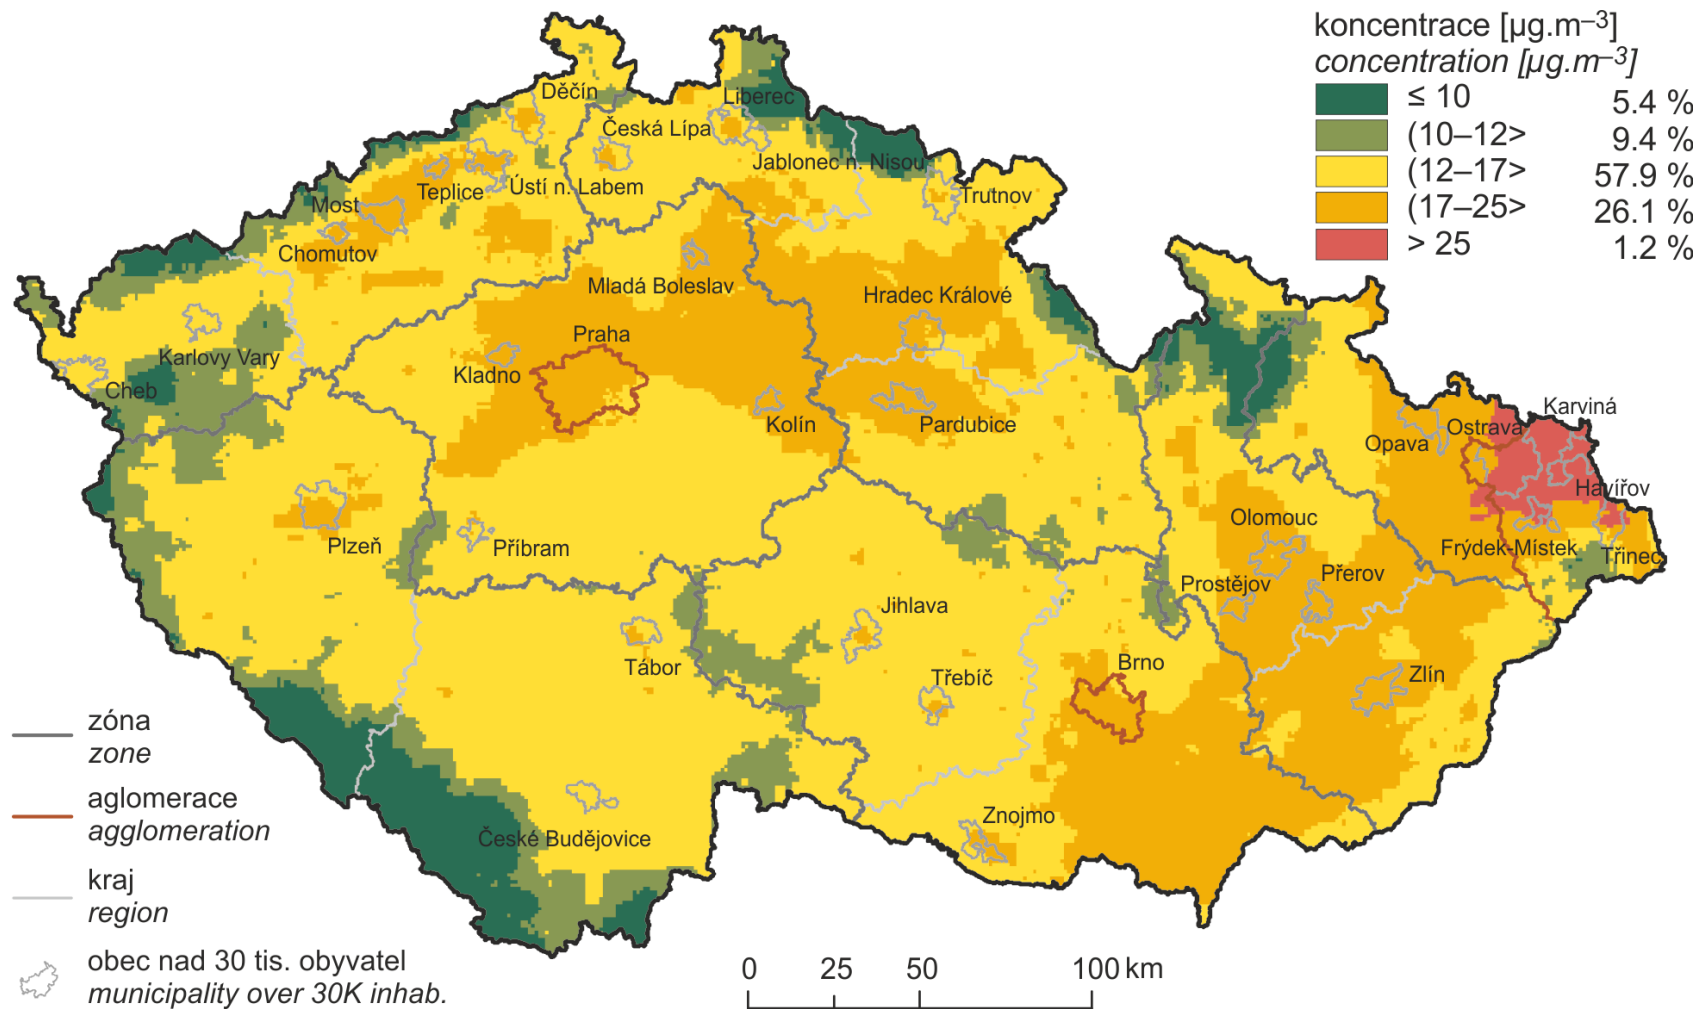 koncentrace [µg.m⁻³]
concentration [µg.m⁻³]
≤ 10 5.4 %
(10–12> 9.4 %
(12–17> 57.9 %
(17–25> 26.1 %
> 25 1.2 %
Děčín
Liberec
Česká Lípa
Jablonec n. Nisou
Teplice
Ústí n. Labem
Trutnov
Most
Chomutov
Mladá Boleslav
Hradec Králové
Praha
Karlovy Vary
Kladno
Cheb
Kolín
Pardubice
Karviná
Ostrava
Opava
Havířov
Olomouc
Plzeň
Příbram
Frýdek-Místek
Třinec
Přerov
Prostějov
Jihlava
Tábor
Brno
Třebíč
Zlín
Znojmo
České Budějovice
zóna
zone
aglomerace
agglomeration
kraj
region
obec nad 30 tis. obyvatel
municipality over 30K inhab.
0 25 50 100 km